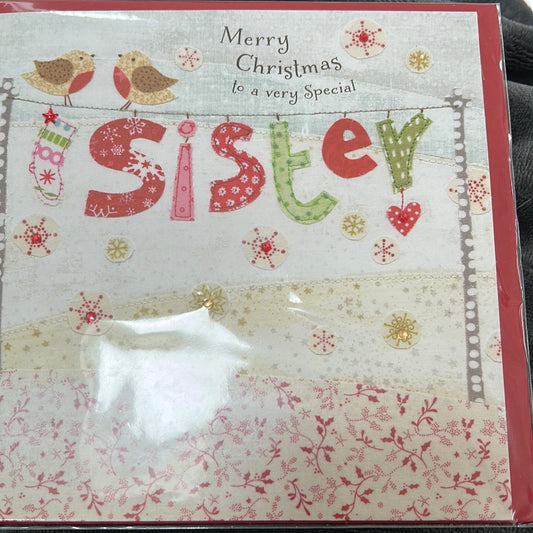 Merry
Christmas
to a very Special
Sister